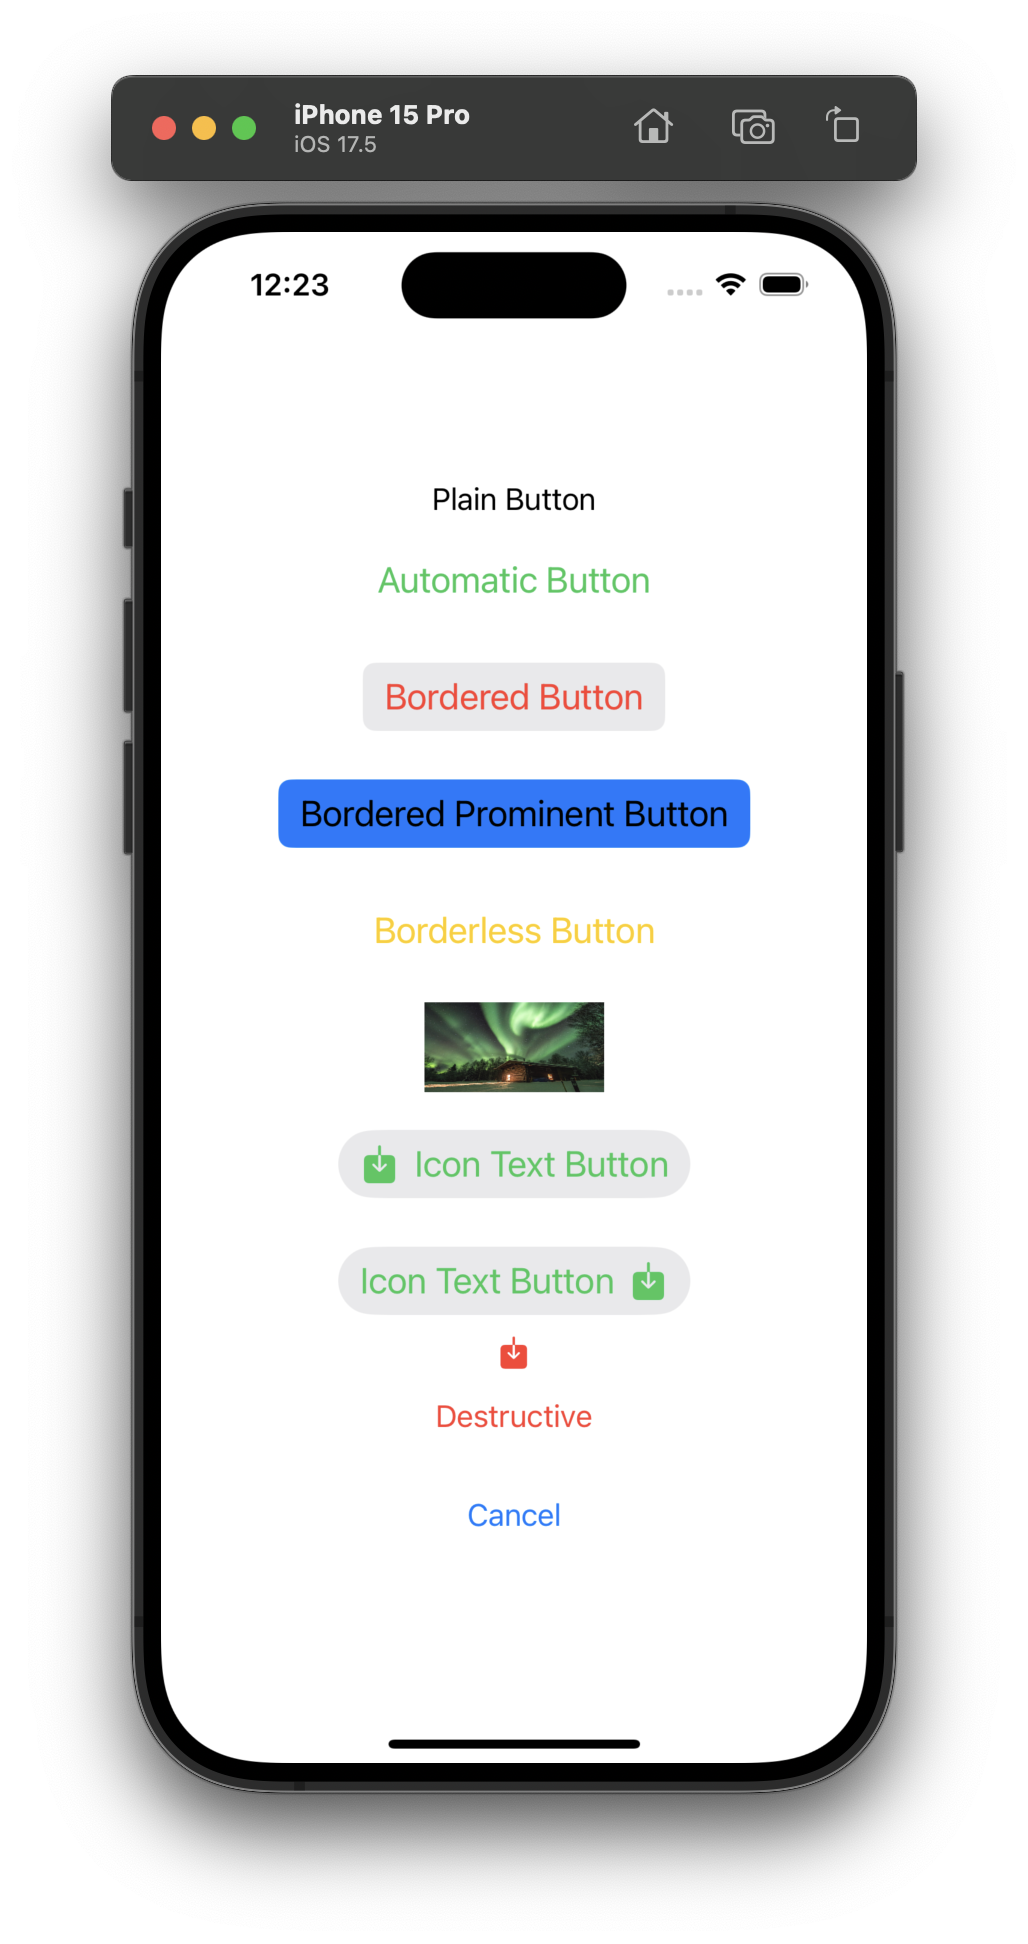 iPhone 15 Pro
iOS 17.5
12:23
Plain Button
Automatic Button
Bordered Button
Bordered Prominent Button
Borderless Button
Icon Text Button
Icon Text Button
Destructive
Cancel